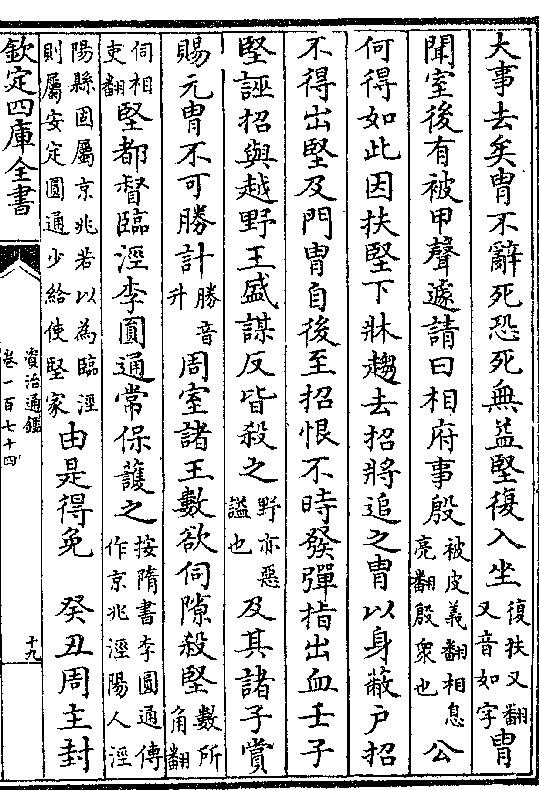 大事去矣胄不辭死恐死無益堅復入坐復扶又翻又音如字胄
聞室後有被甲聲遽請曰相府事殷被皮義翻相息亮翻殷衆也公
何得如此因扶堅下牀趨去招將追之胄以身蔽戶招
不得出堅及門胄自後至招恨不時發彈指出血壬子
堅誣招與越野王盛謀反皆殺之野亦惡諡也及其諸子賞
賜元胄不可勝計勝音升周室諸王數欲伺隙殺堅數所角翻
伺相吏翻堅都督臨涇李圓通常保護之按隋書李圓通傳作京兆涇陽人涇
陽縣固屬京兆若以為臨涇則屬安定圓通少給使堅家由是得免　癸丑周主封
欽定四庫全書
資治通鑑
卷一百七十四
十九